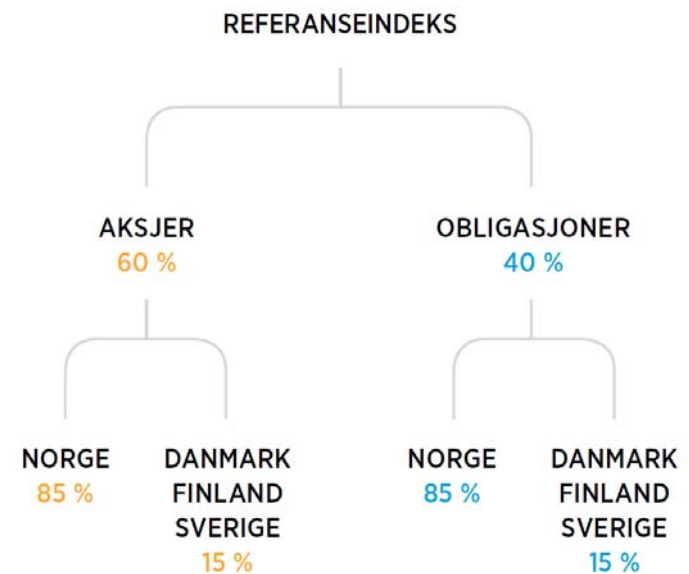 REFERANSEINDEKS
AKSJER
60 %
OBLIGASJONER
40 %
NORGE
85 %
DANMARK
FINLAND
SVERIGE
15 %
NORGE
85 %
DANMARK
FINLAND
SVERIGE
15 %